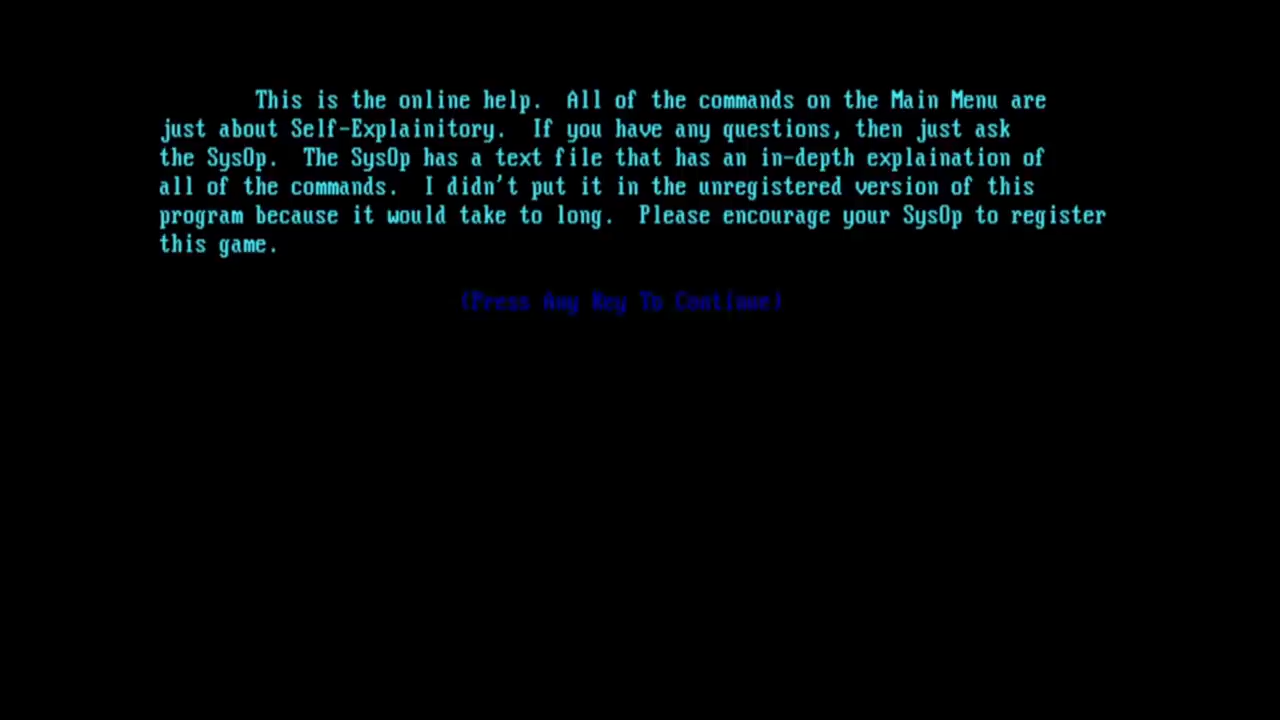 This is the online help.  All of the commands on the Main Menu are
just about Self-Explainitory.  If you have any questions, then just ask
the SysOp.  The SysOp has a text file that has an in-depth explaination of
all of the commands.  I didn't put it in the unregistered version of this
program because it would take to long.  Please encourage your SysOp to register
this game.
(Press Any Key To Continue)